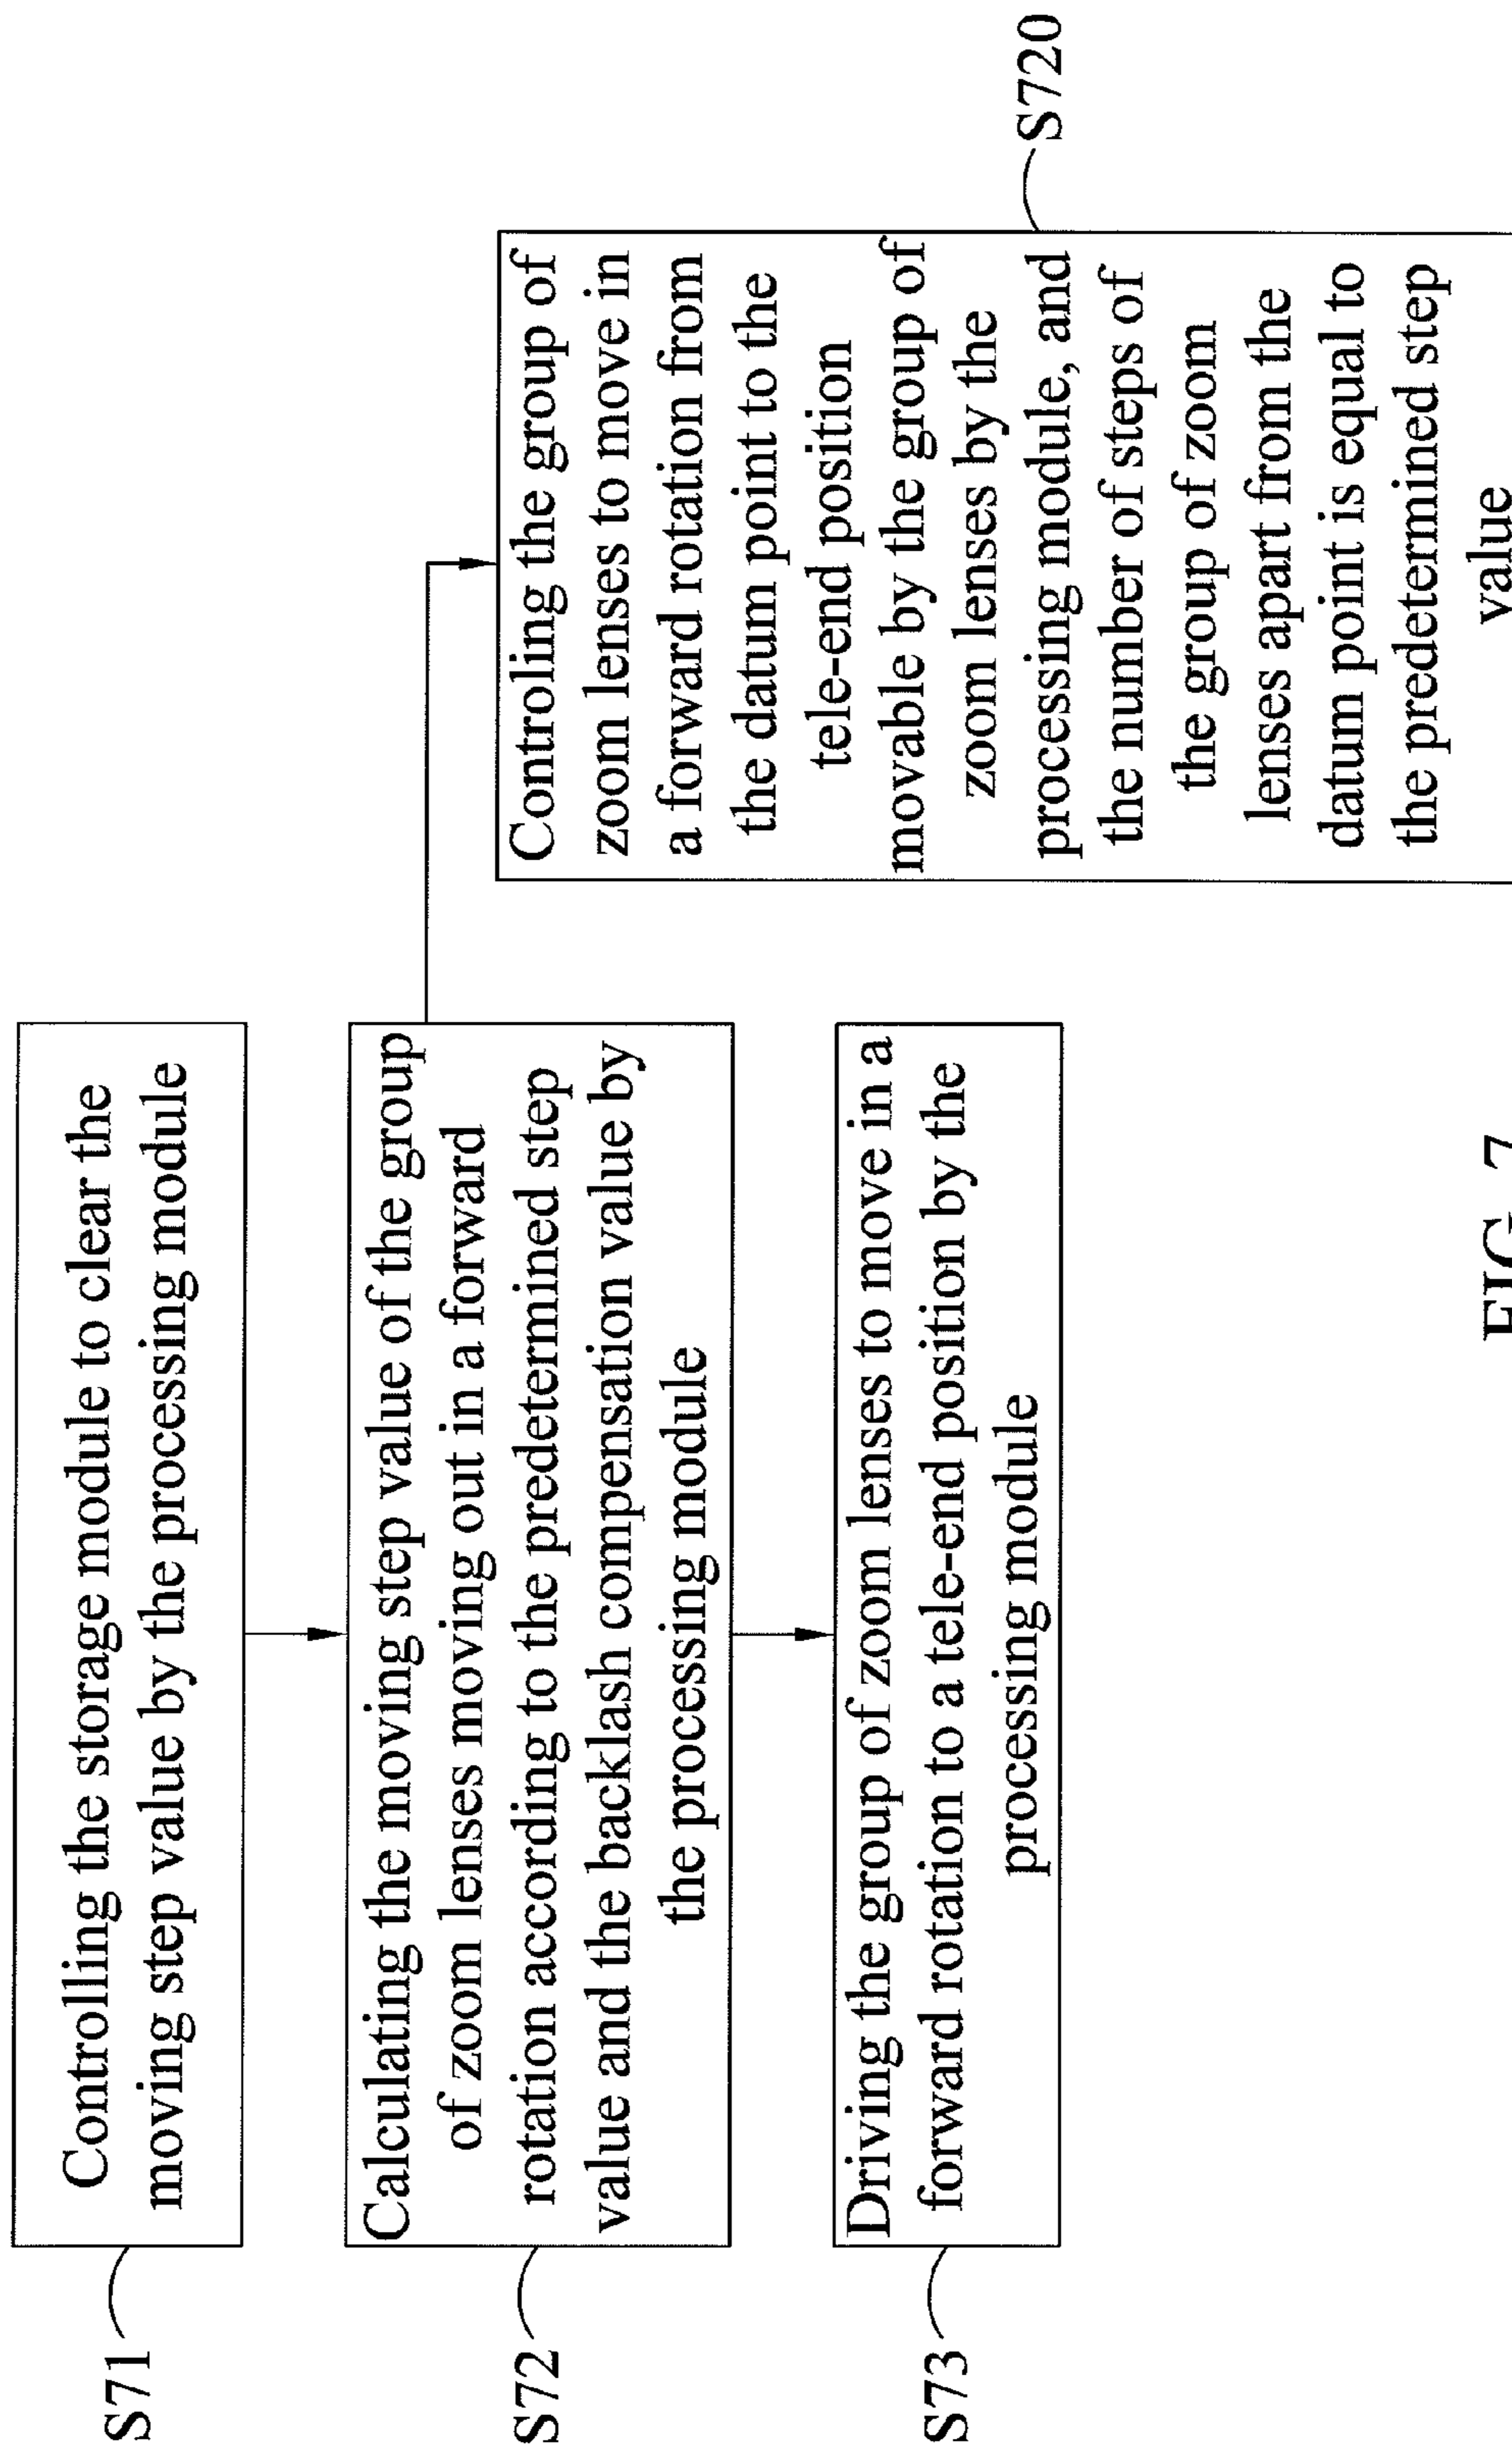 S71
Controlling the storage module to clear the
moving step value by the processing module
S72
Calculating the moving step value of the group
of zoom lenses moving out in a forward
rotation according to the predetermined step
value and the backlash compensation value by
the processing module
S73
Driving the group of zoom lenses to move in a
forward rotation to a tele-end position by the
processing module
Controling the group of
zoom lenses to move in
a forward rotation from
the datum point to the
tele-end position
movable by the group of
zoom lenses by the
processing module, and
the number of steps of
the group of zoom
lenses apart from the
datum point is equal to
the predetermined step
value
S720
FIG. 7